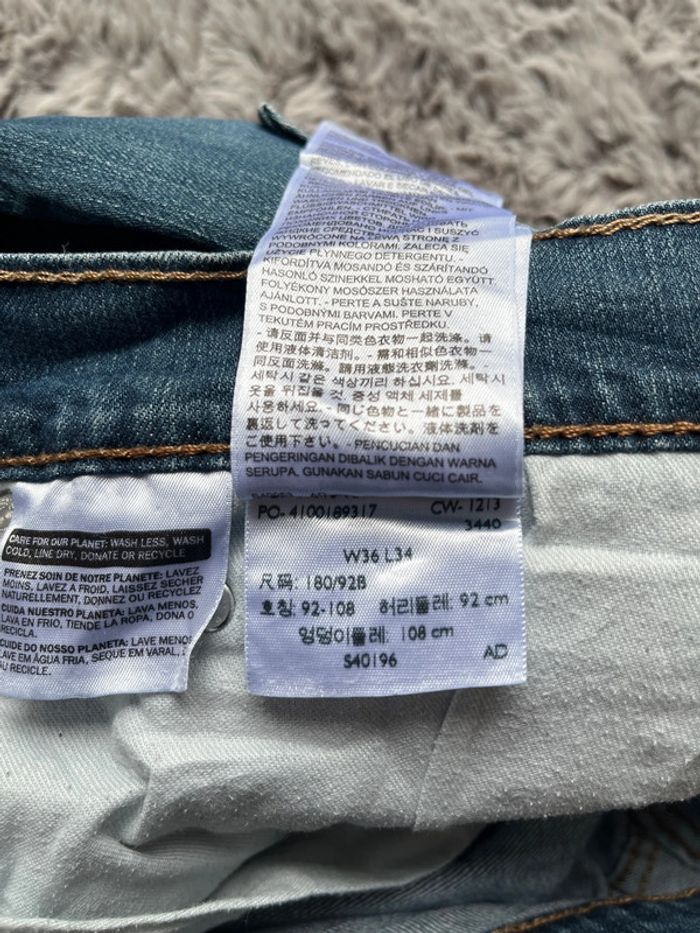 RECOMENDADO EL
LAVAR E SECAR
WYWRÓCONE NA LEWĄ STRONĘ Z
PODOBNYMI KOLORAMI. ZALECA SIĘ
UŻYCIE PŁYNNEGO DETERGENTU. -
KIFORDÍTVA MOSANDÓ ÉS SZÁRÍTANDÓ
HASONLÓ SZÍNEKKEL MOSHATÓ EGYÜTT.
FOLYÉKONY MOSÓSZER HASZNÁLATA
AJÁNLOTT. - PERTE A SUŠTE NARUBY,
S PODOBNÝMI BARVAMI. PERTE V
TEKUTÉM PRACÍM PROSTŘEDKU.
- 请反面并与同类色衣物一起洗涤。请
使用液体清洁剂。- 需和相似色衣物一
同反面洗滌。請用液態洗衣劑洗滌。-
세탁시 같은 색상끼리 하십시요. 세탁시
옷을 뒤집을 것. 중성 액체 세제를
사용하세요. - 同じ色物と一緒に製品を
裏返して洗ってください。液体洗剤をご
使用下さい。- PENCUCIAN DAN
PENGERINGAN DIBALIK DENGAN WARNA
SERUPA. GUNAKAN SABUN CUCI CAIR.
PO- 4100189317 CW- 1213
3440
W36 L34
尺码: 180/92B
호칭: 92-108 허리둘레: 92 cm
엉덩이둘레: 108 cm
S40196 AD
CARE FOR OUR PLANET: WASH LESS, WASH
COLD, LINE DRY, DONATE OR RECYCLE
PRENEZ SOIN DE NOTRE PLANETE: LAVEZ
MOINS, LAVEZ A FROID, LAISSEZ SECHER
NATURELLEMENT, DONNEZ OU RECYCLEZ
CUIDA NUESTRO PLANETA: LAVA MENOS,
LAVA EN FRIO, TIENDE LA ROPA, DONA O
RECICLA.
CUIDE DO NOSSO PLANETA: LAVE MENOS
LAVE EM ÁGUA FRIA, SEQUE EM VARAL,
OU RECICLE.